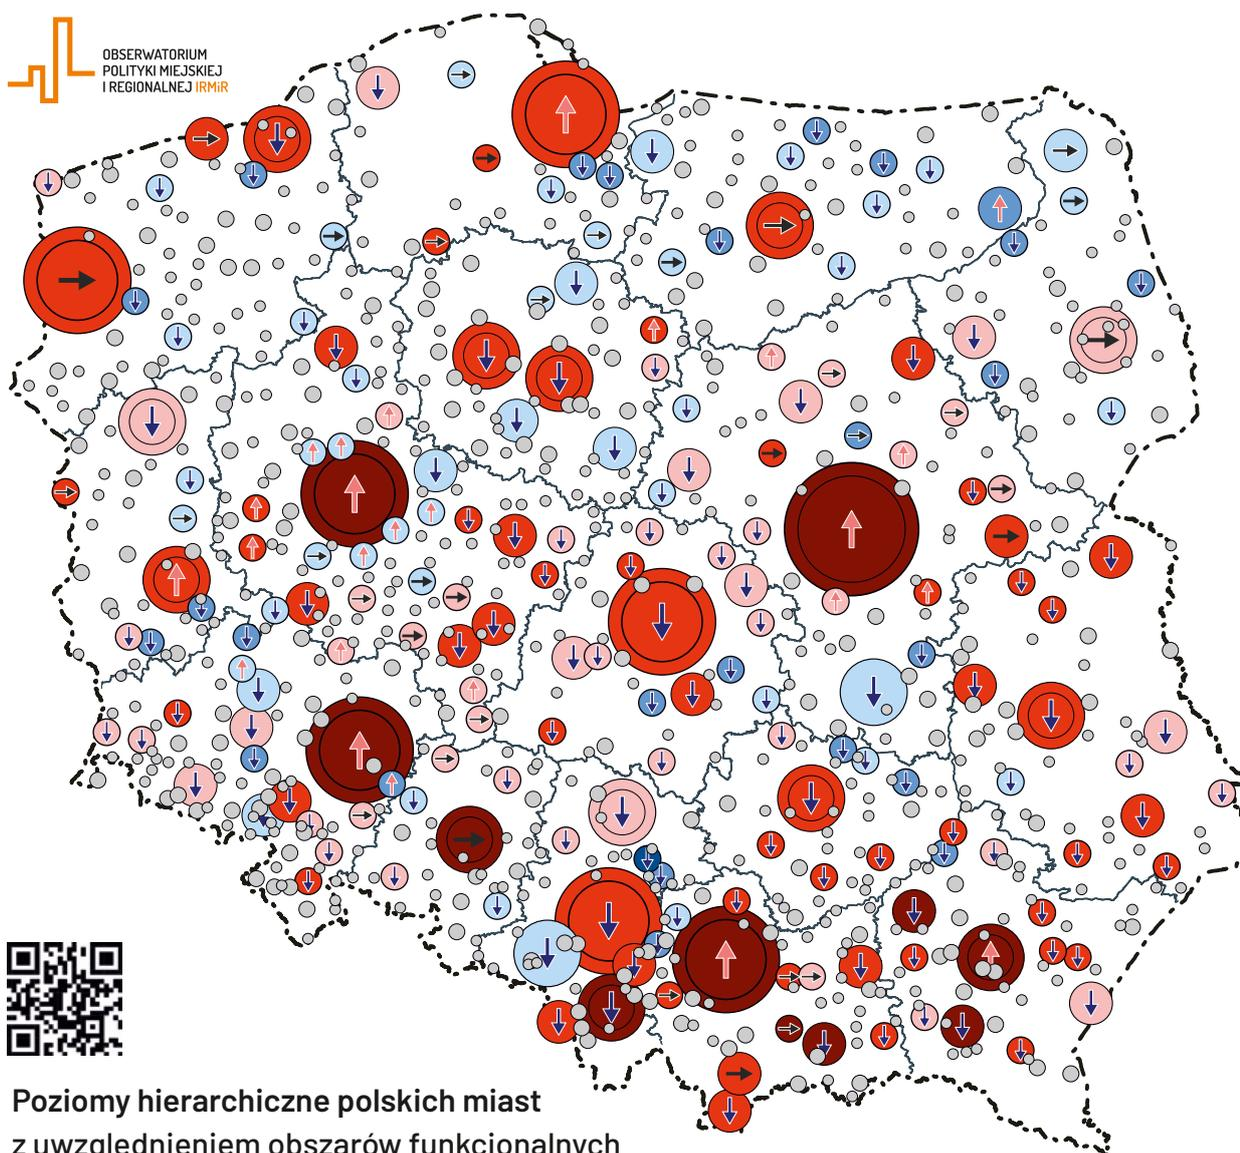 OBSERWATORIUM
POLITYKI MIEJSKIEJ
I REGIONALNEJ IRMiR
Poziomy hierarchiczne polskich miast
z uwzględnieniem obszarów funkcjonalnych